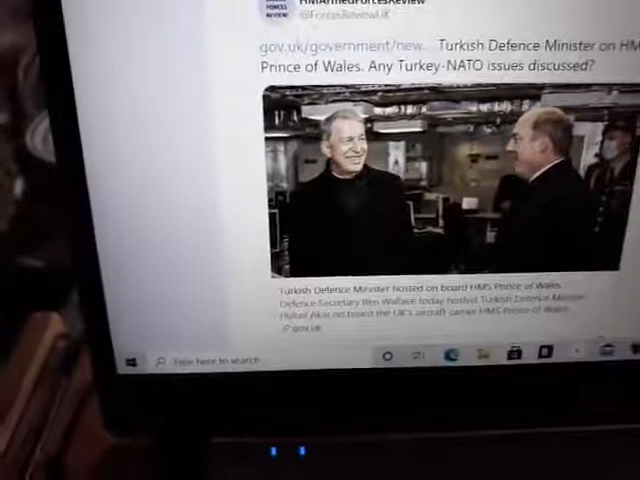 HMArmedForcesReview
FORCES
REVIEW
@ForcesReviewUK
gov.uk/government/new... Turkish Defence Minister on HM
Prince of Wales. Any Turkey-NATO issues discussed?
Turkish Defence Minister hosted on board HMS Prince of Wales
Defence Secretary Ben Wallace today hosted Turkish Defence Minister
Hulusi Akar on board the UK's aircraft carrier HMS Prince of Wales.
gov.uk
Type here to search